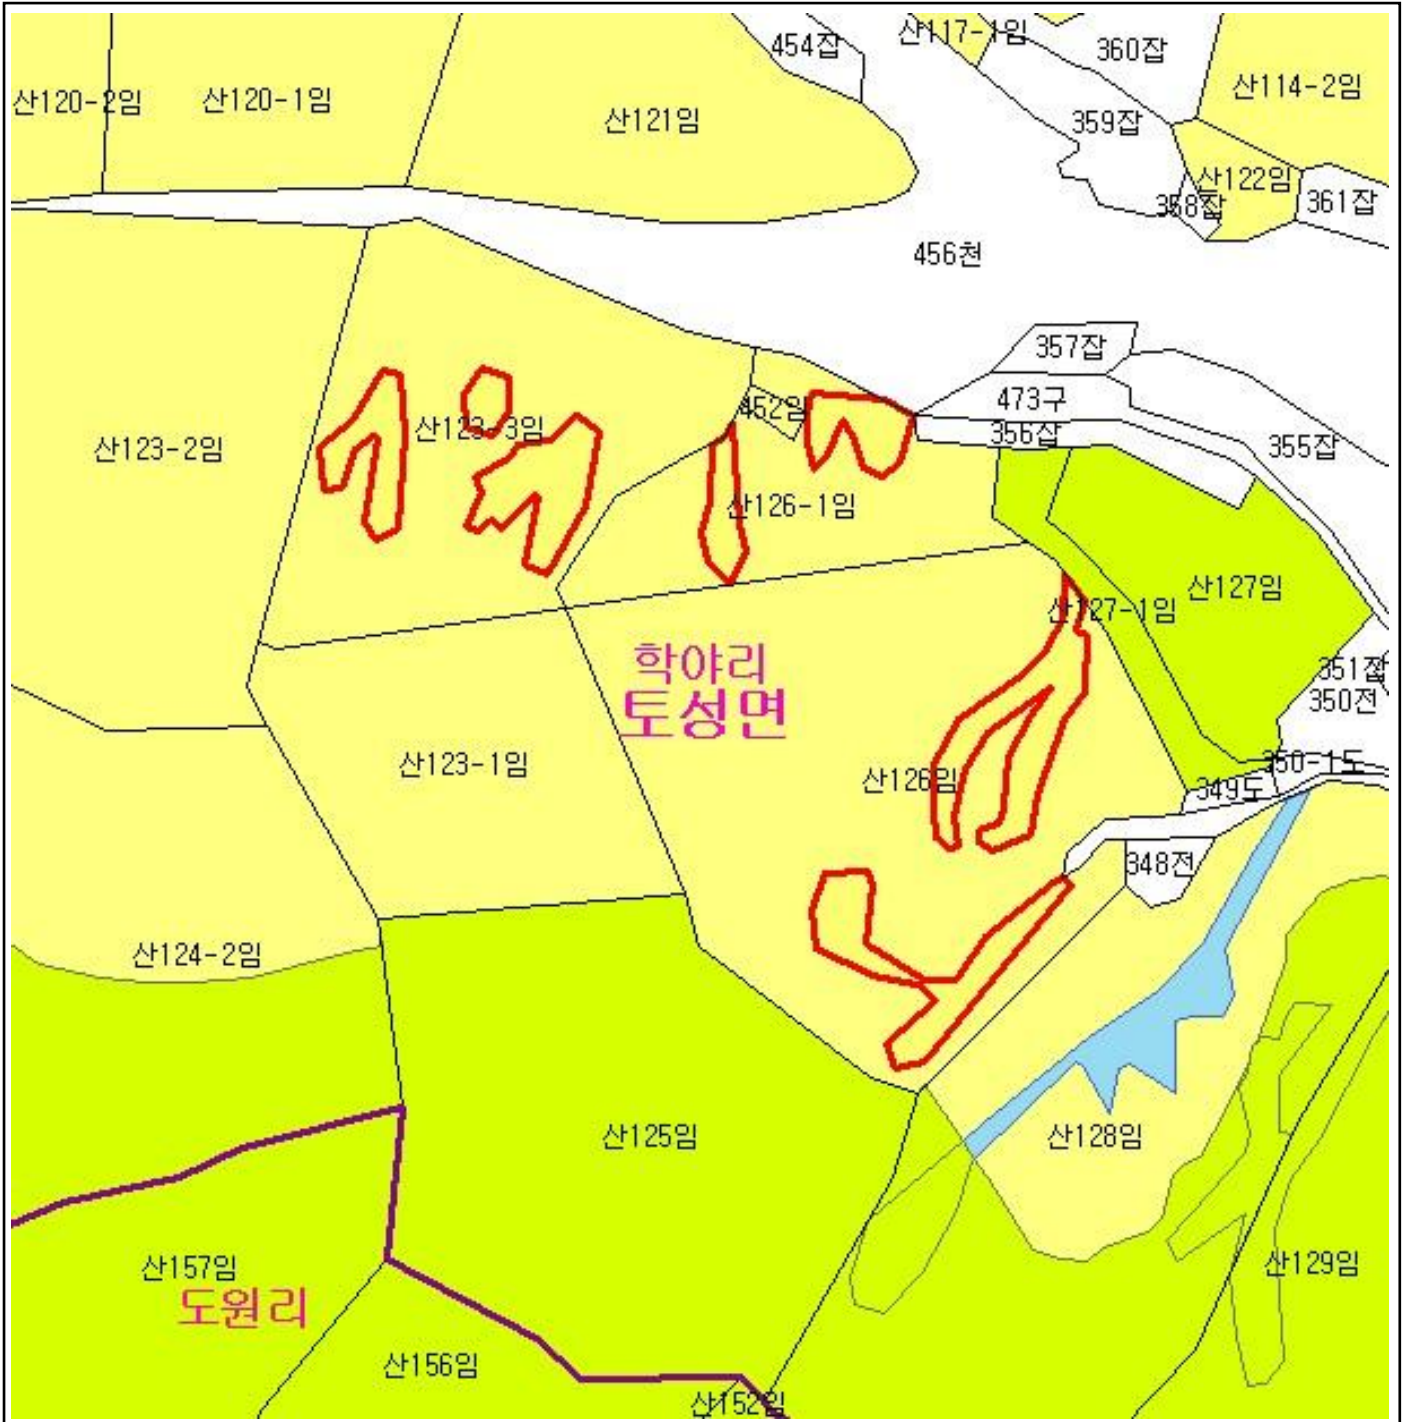 산117-1임
454잡
360잡
산120-2임
산120-1임
산114-2임
산121임
359잡
산122임
358잡
361잡
456천
357잡
473구
452임
356잡
산123-3임
355잡
산123-2임
산126-1임
산127임
산127-1임
학야리
351잡
토성면
350전
산123-1임
350-1도
산126임
349도
348전
산124-2임
산125임
산128임
산157임
산129임
도원리
산156임
산152임